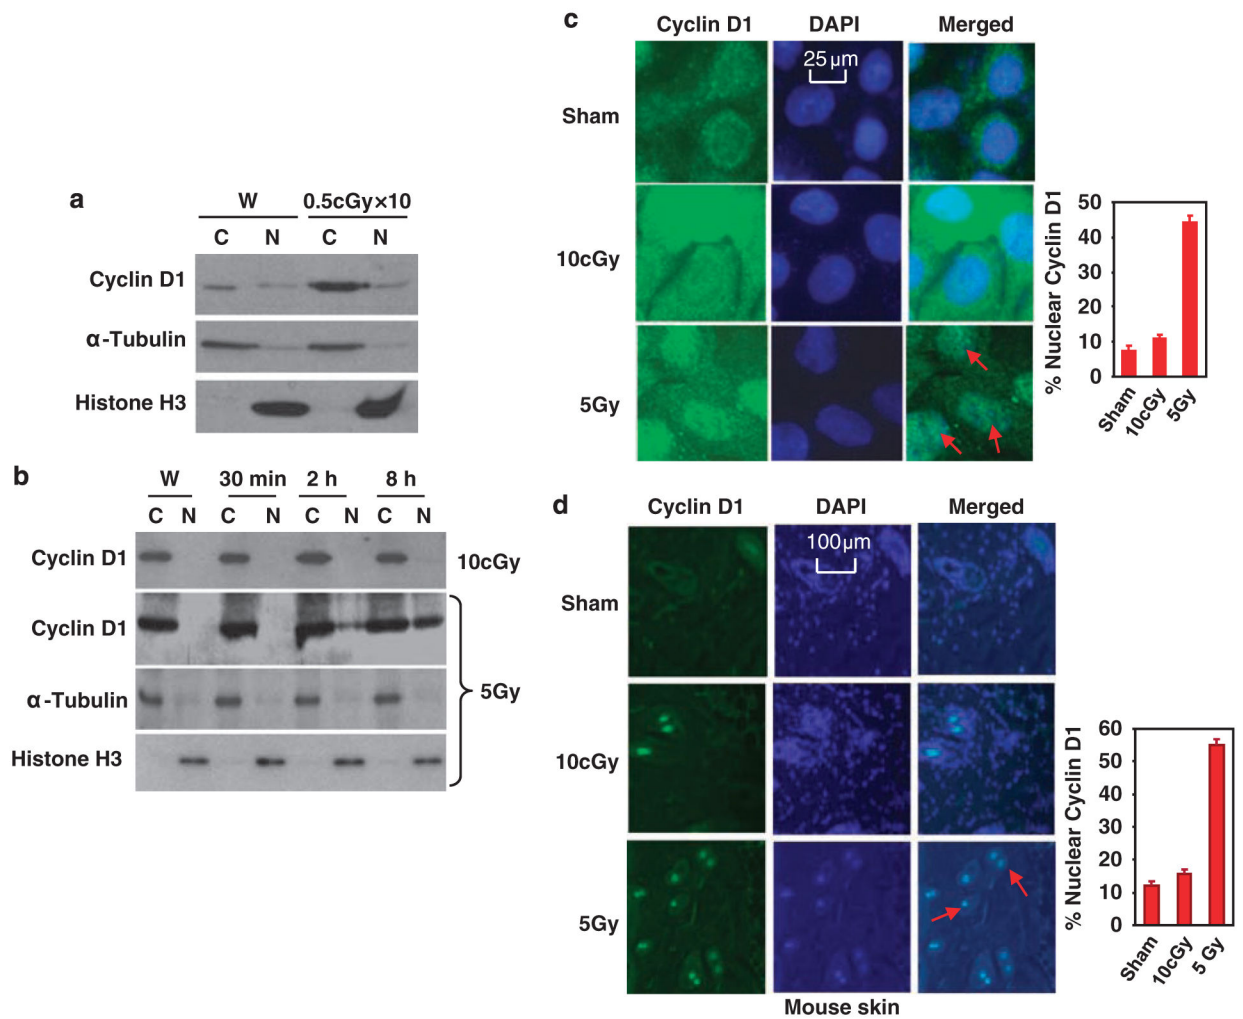 a
W 0.5cGy×10
C N C N
Cyclin D1
α-Tubulin
Histone H3
b
W 30 min 2 h 8 h
C N C N C N C N
Cyclin D1 10cGy
Cyclin D1
α-Tubulin 5Gy
Histone H3
c
Cyclin D1 DAPI Merged
25 µm
Sham
10cGy
5Gy
% Nuclear Cyclin D1
50
40
30
20
10
0
Sham 10cGy 5Gy
d
Cyclin D1 DAPI Merged
100µm
Sham
10cGy
5Gy
Mouse skin
% Nuclear Cyclin D1
60
50
40
30
20
10
0
Sham 10cGy 5 Gy